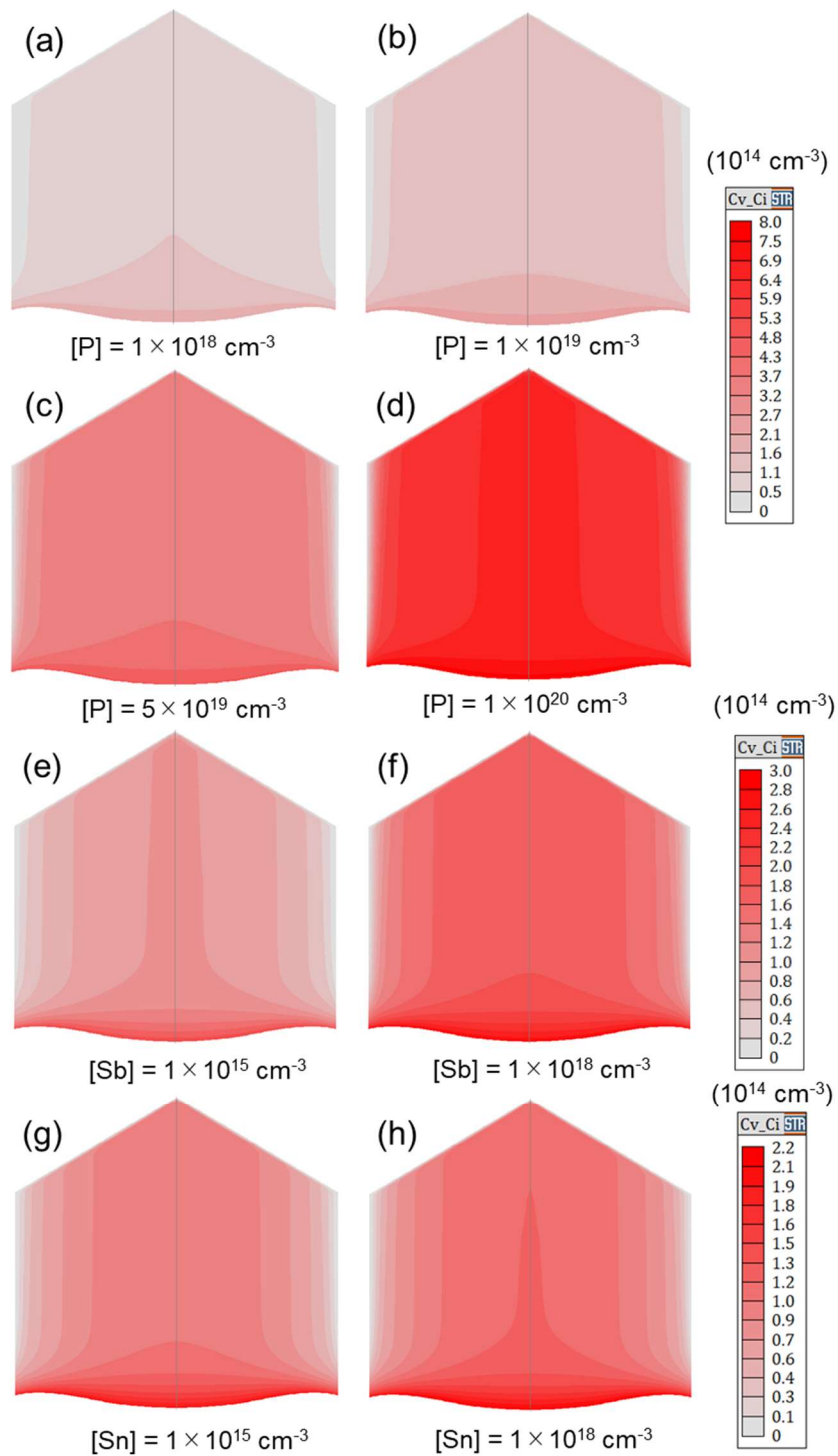 (a)
(b)
[P] = 1 × 10¹⁸ cm⁻³
[P] = 1 × 10¹⁹ cm⁻³
(10¹⁴ cm⁻³)
Cv_Ci STR
8.0
7.5
6.9
6.4
5.9
5.3
4.8
4.3
3.7
3.2
2.7
2.1
1.6
1.1
0.5
0
(c)
(d)
[P] = 5 × 10¹⁹ cm⁻³
[P] = 1 × 10²⁰ cm⁻³
(10¹⁴ cm⁻³)
Cv_Ci STR
3.0
2.8
2.6
2.4
2.2
2.0
1.8
1.6
1.4
1.2
1.0
0.8
0.6
0.4
0.2
0
(e)
(f)
[Sb] = 1 × 10¹⁵ cm⁻³
[Sb] = 1 × 10¹⁸ cm⁻³
(10¹⁴ cm⁻³)
Cv_Ci STR
2.2
2.1
1.9
1.8
1.6
1.5
1.3
1.2
1.0
0.9
0.7
0.6
0.4
0.3
0.1
0
(g)
(h)
[Sn] = 1 × 10¹⁵ cm⁻³
[Sn] = 1 × 10¹⁸ cm⁻³